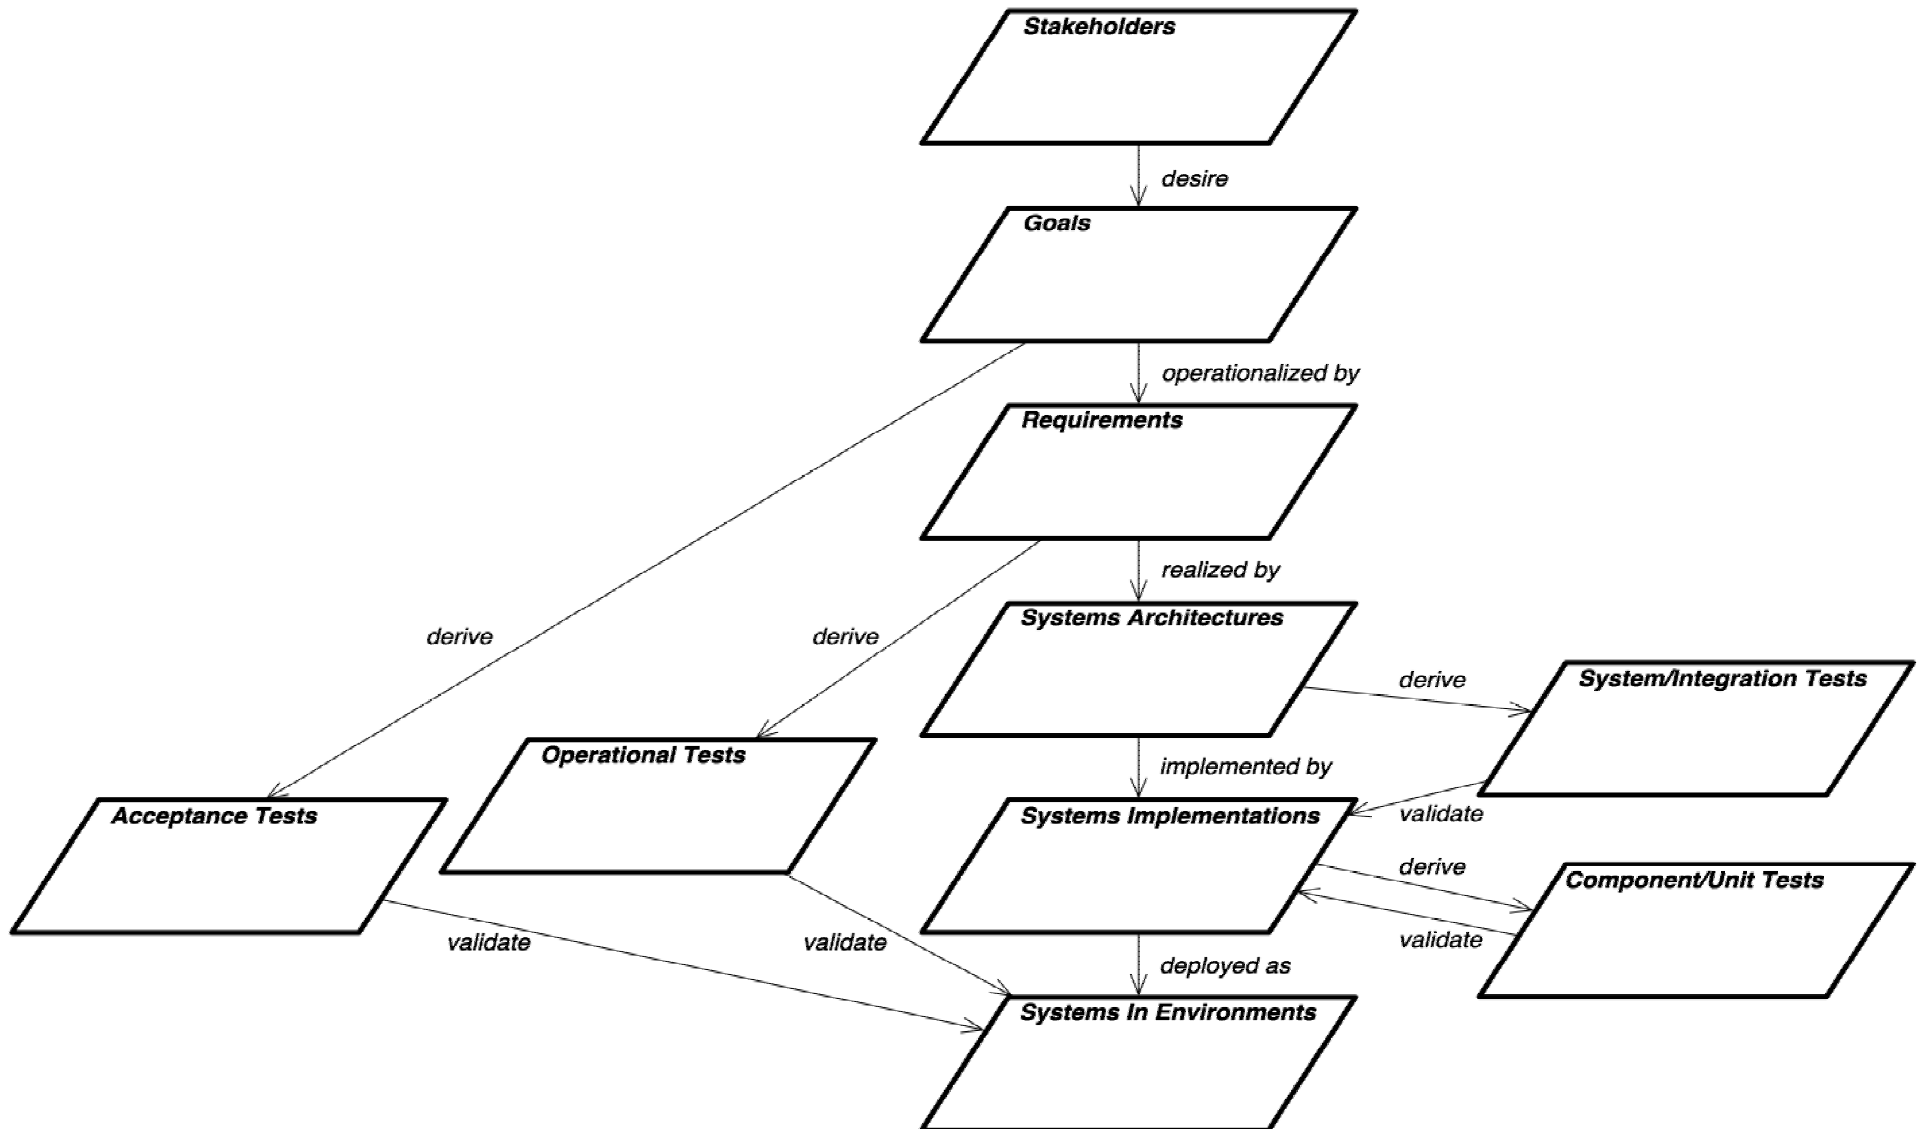 Stakeholders
desire
Goals
operationalized by
Requirements
realized by
derive
derive
Systems Architectures
derive
System/Integration Tests
Operational Tests
implemented by
Acceptance Tests
Systems Implementations
validate
derive
Component/Unit Tests
validate
validate
validate
deployed as
Systems In Environments